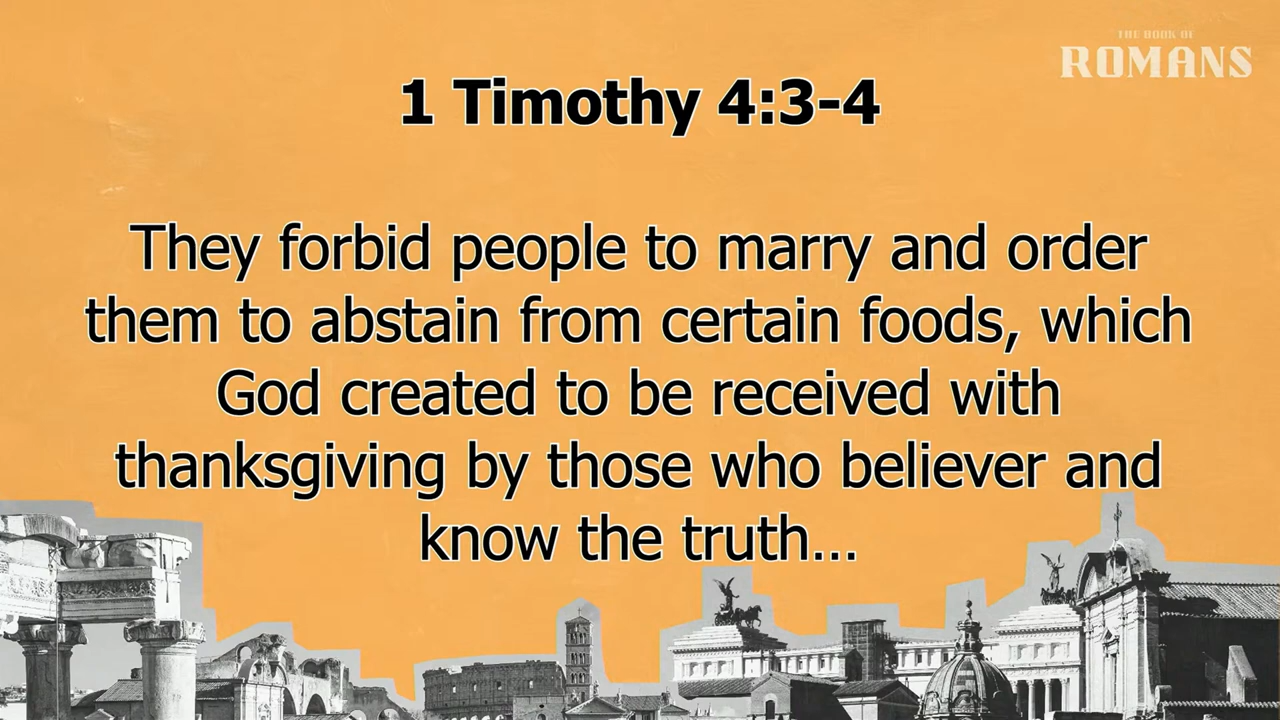 THE BOOK OF
ROMANS
1 Timothy 4:3-4
They forbid people to marry and order
them to abstain from certain foods, which
God created to be received with
thanksgiving by those who believer and
know the truth...